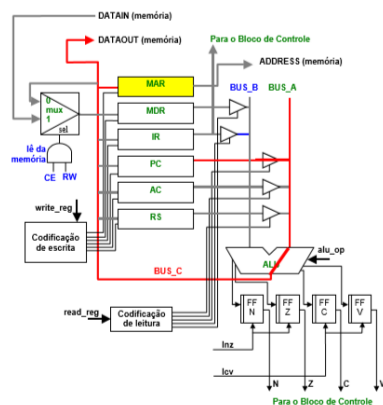 DATAIN (memória)
DATAOUT (memória)
Para o Bloco de Controle
ADDRESS (memória)
BUS_B
BUS_A
MAR
0
mux
1
sel
MDR
IR
lê da
memória
CE
RW
PC
AC
RS
write_reg
Codificação
de escrita
ALU
alu_op
BUS_C
read_reg
Codificação
de leitura
FF
N
FF
Z
FF
C
FF
V
lnz
lcv
N
Z
C
V
Para o Bloco de Controle